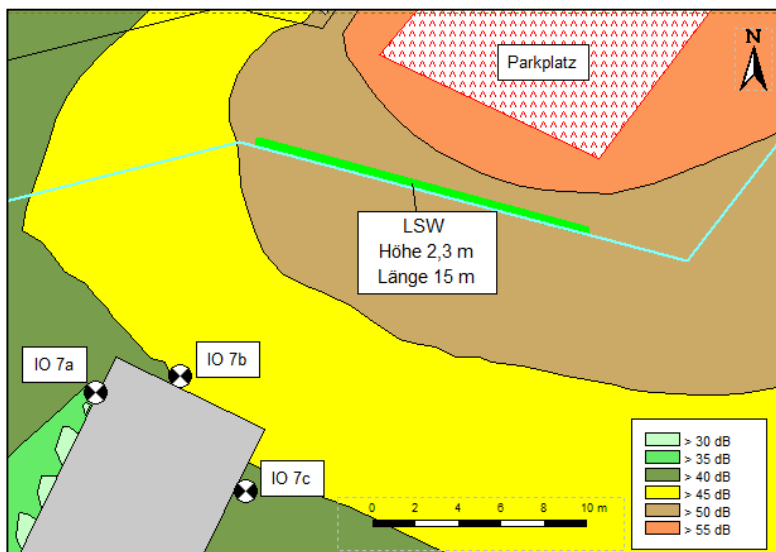 Parkplatz
N
LSW
Höhe 2,3 m
Länge 15 m
IO 7a
IO 7b
IO 7c
0 2 4 6 8 10 m
> 30 dB
> 35 dB
> 40 dB
> 45 dB
> 50 dB
> 55 dB